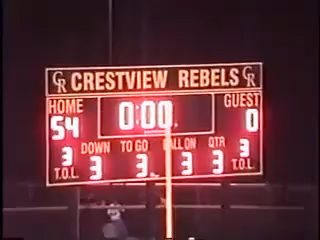 CR CRESTVIEW REBELS CR
HOME 0:00 GUEST
54 0
DOWN TO GO BALL ON QTR
3 3 3 3 3 3
T.O.L. T.O.L.